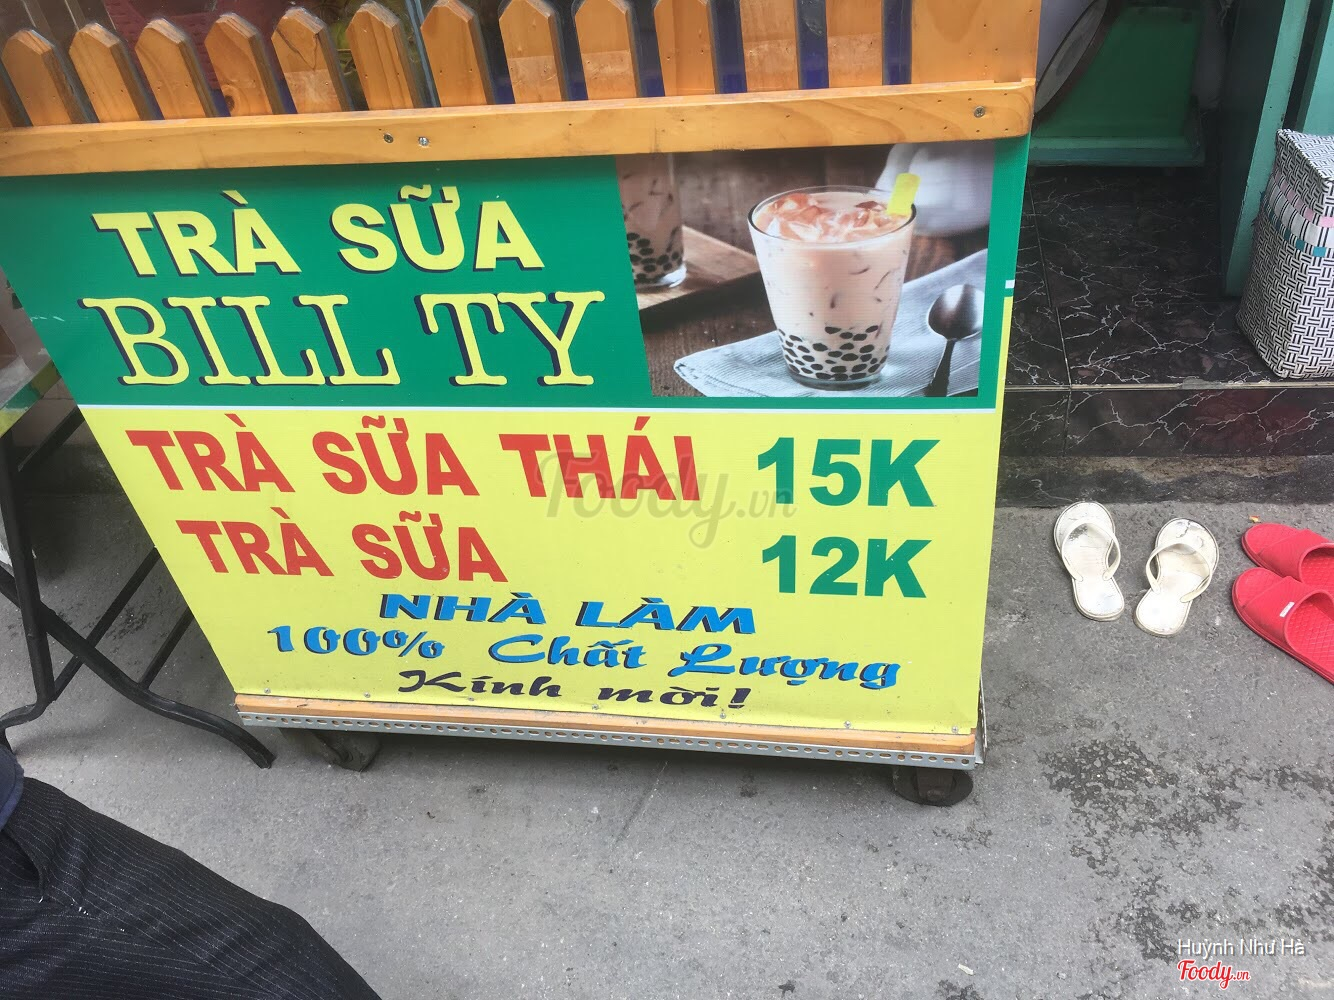 TRÀ SỮA
BILL TY
TRÀ SỮA THÁI 15K
TRÀ SỮA 12K
NHÀ LÀM
100% Chất Lượng
Kính mời!
Foody.vn
Huỳnh Như Hà
Foody.vn